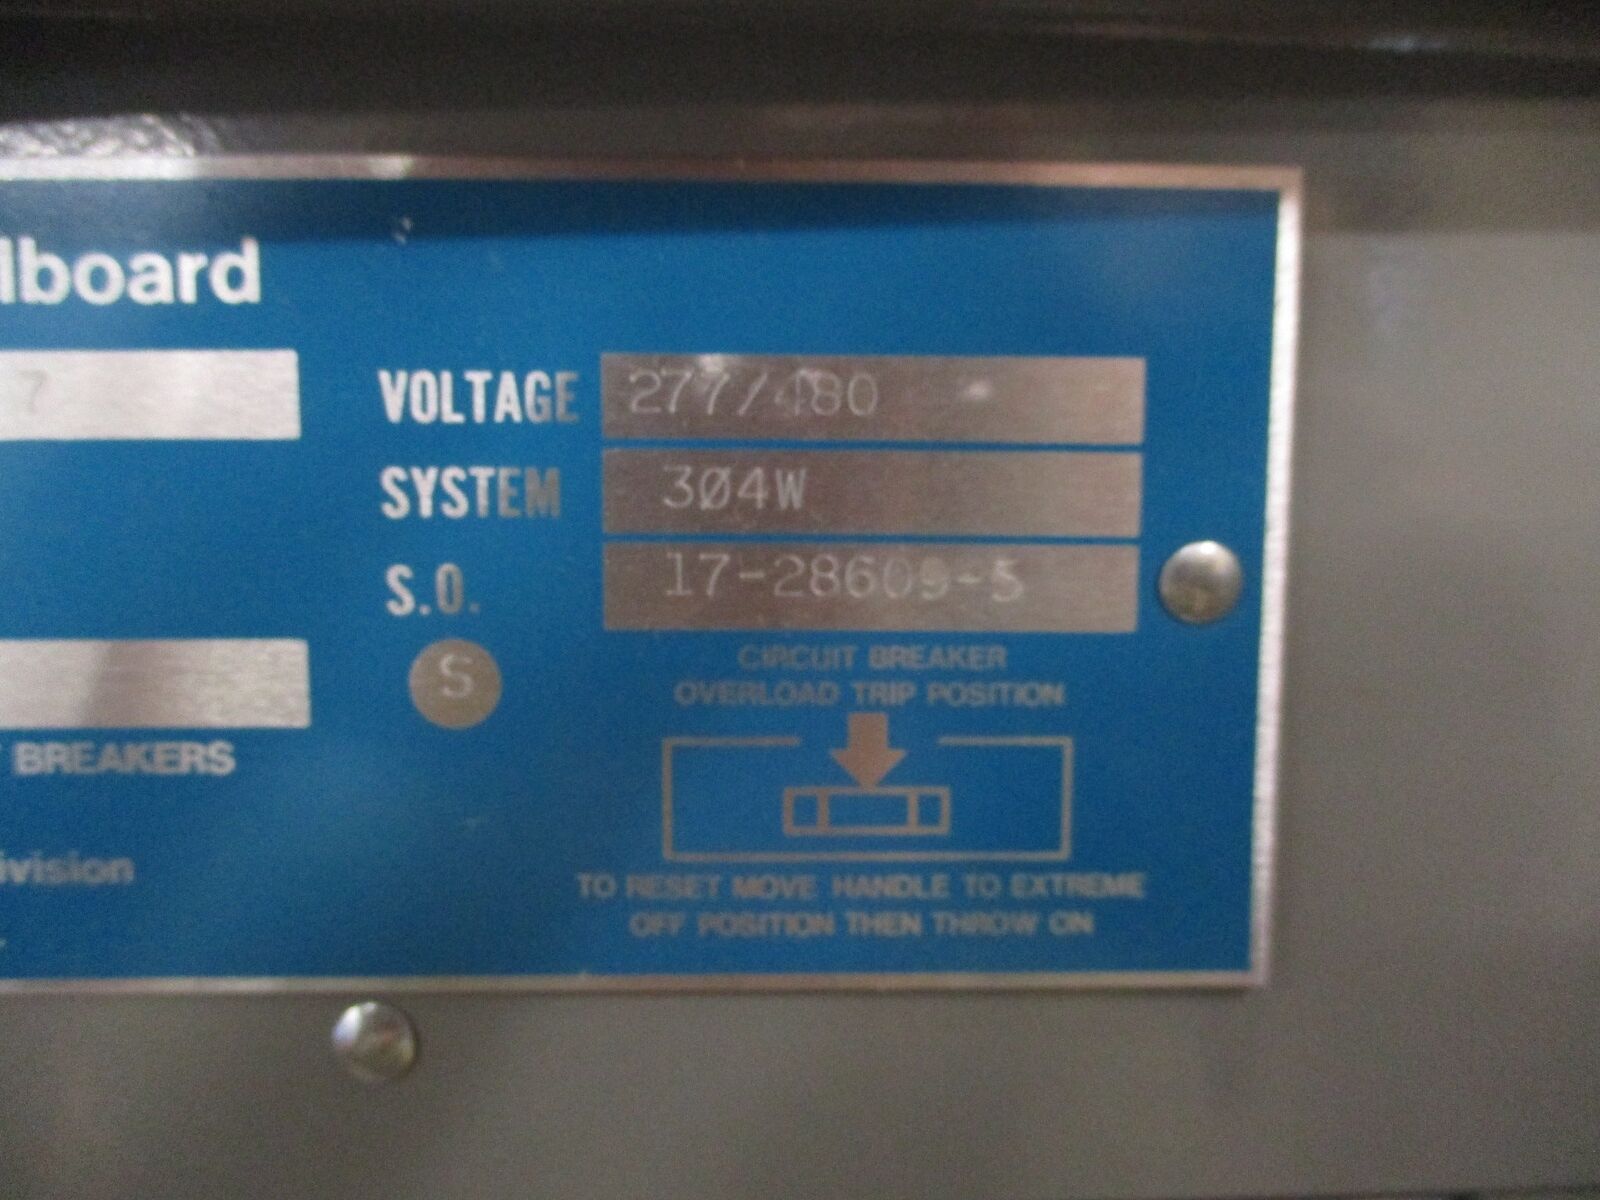 lboard
7
VOLTAGE 277/480
SYSTEM 3Ø4W
S.O. 17-28609-5
S
CIRCUIT BREAKER
OVERLOAD TRIP POSITION
BREAKERS
ivision
TO RESET MOVE HANDLE TO EXTREME
OFF POSITION THEN THROW ON